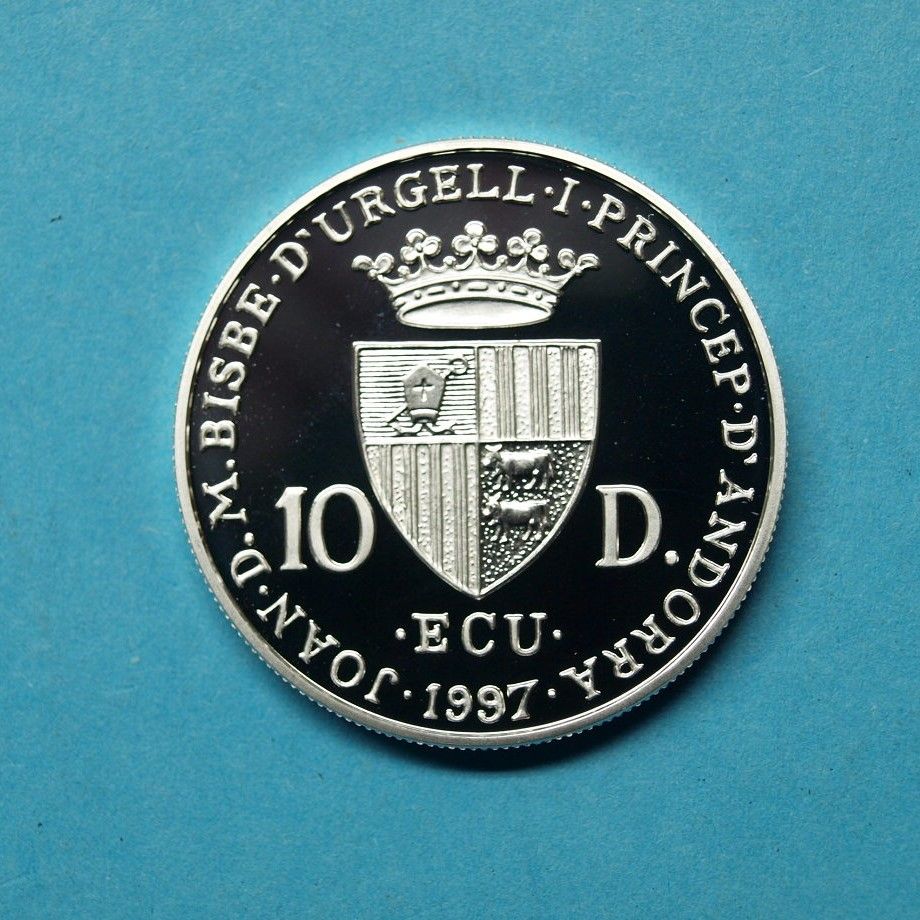 JOAN·D.M.BISBE·D'URGELL·I·PRINCEP·D'ANDORRA·1997·
10 D.
·ECU·